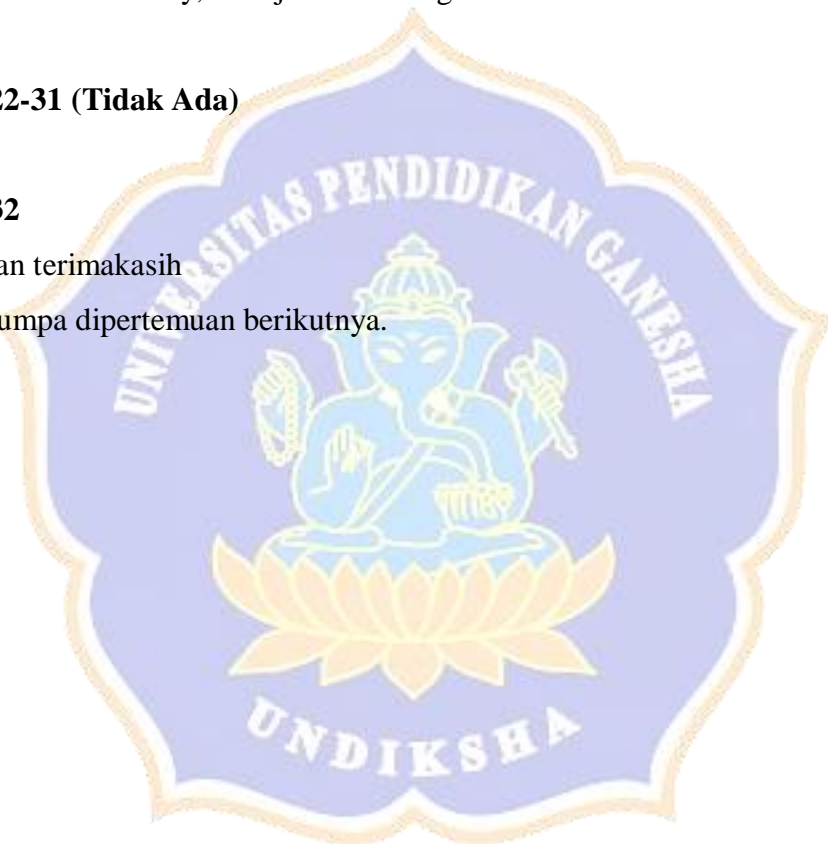 22-31 (Tidak Ada)
32
an terimakasih
umpa dipertemuan berikutnya.
UNIVERSITAS PENDIDIKAN GANESHA
UNDIKSHA